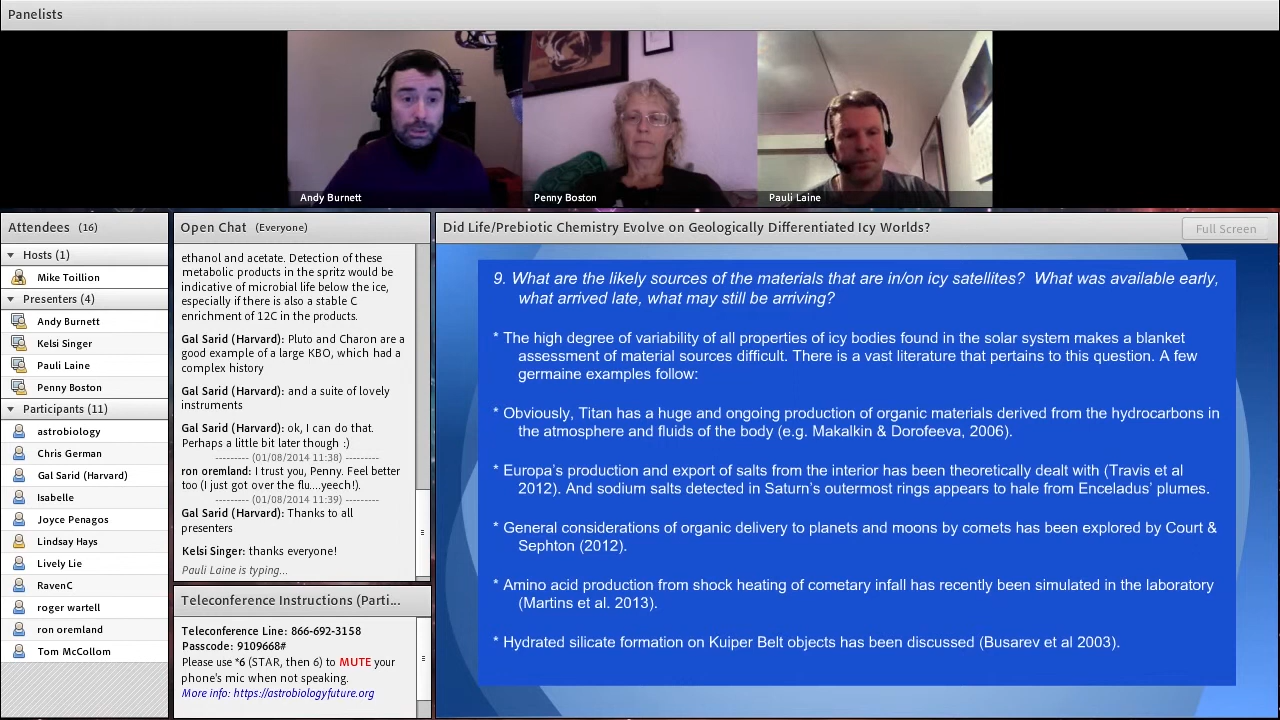 Panelists
Andy Burnett
Penny Boston
Pauli Laine
Attendees (16)
Hosts (1)
Mike Toillion
Presenters (4)
Andy Burnett
Kelsi Singer
Pauli Laine
Penny Boston
Participants (11)
astrobiology
Chris German
Gal Sarid (Harvard)
Isabelle
Joyce Penagos
Lindsay Hays
Lively Lie
RavenC
roger wartell
ron oremland
Tom McCollom
Open Chat (Everyone)
ethanol and acetate. Detection of these
metabolic products in the spritz would be
indicative of microbial life below the ice,
especially if there is also a stable C
enrichment of 12C in the products.
Gal Sarid (Harvard): Pluto and Charon are a
good example of a large KBO, which had a
complex history
Gal Sarid (Harvard): and a suite of lovely
instruments
Gal Sarid (Harvard): ok, I can do that.
Perhaps a little bit later though :)
--------- (01/08/2014 11:38) ---------
ron oremland: I trust you, Penny. Feel better
too (I just got over the flu....yeech!).
--------- (01/08/2014 11:39) ---------
Gal Sarid (Harvard): Thanks to all
presenters
Kelsi Singer: thanks everyone!
Pauli Laine is typing...
Teleconference Instructions (Parti...
Teleconference Line: 866-692-3158
Passcode: 9109668#
Please use *6 (STAR, then 6) to MUTE your
phone's mic when not speaking.
More info: https://astrobiologyfuture.org
Did Life/Prebiotic Chemistry Evolve on Geologically Differentiated Icy Worlds?
Full Screen
9. What are the likely sources of the materials that are in/on icy satellites? What was available early,
what arrived late, what may still be arriving?
* The high degree of variability of all properties of icy bodies found in the solar system makes a blanket
assessment of material sources difficult. There is a vast literature that pertains to this question. A few
germaine examples follow:
* Obviously, Titan has a huge and ongoing production of organic materials derived from the hydrocarbons in
the atmosphere and fluids of the body (e.g. Makalkin & Dorofeeva, 2006).
* Europa's production and export of salts from the interior has been theoretically dealt with (Travis et al
2012). And sodium salts detected in Saturn's outermost rings appears to hale from Enceladus' plumes.
* General considerations of organic delivery to planets and moons by comets has been explored by Court &
Sephton (2012).
* Amino acid production from shock heating of cometary infall has recently been simulated in the laboratory
(Martins et al. 2013).
* Hydrated silicate formation on Kuiper Belt objects has been discussed (Busarev et al 2003).